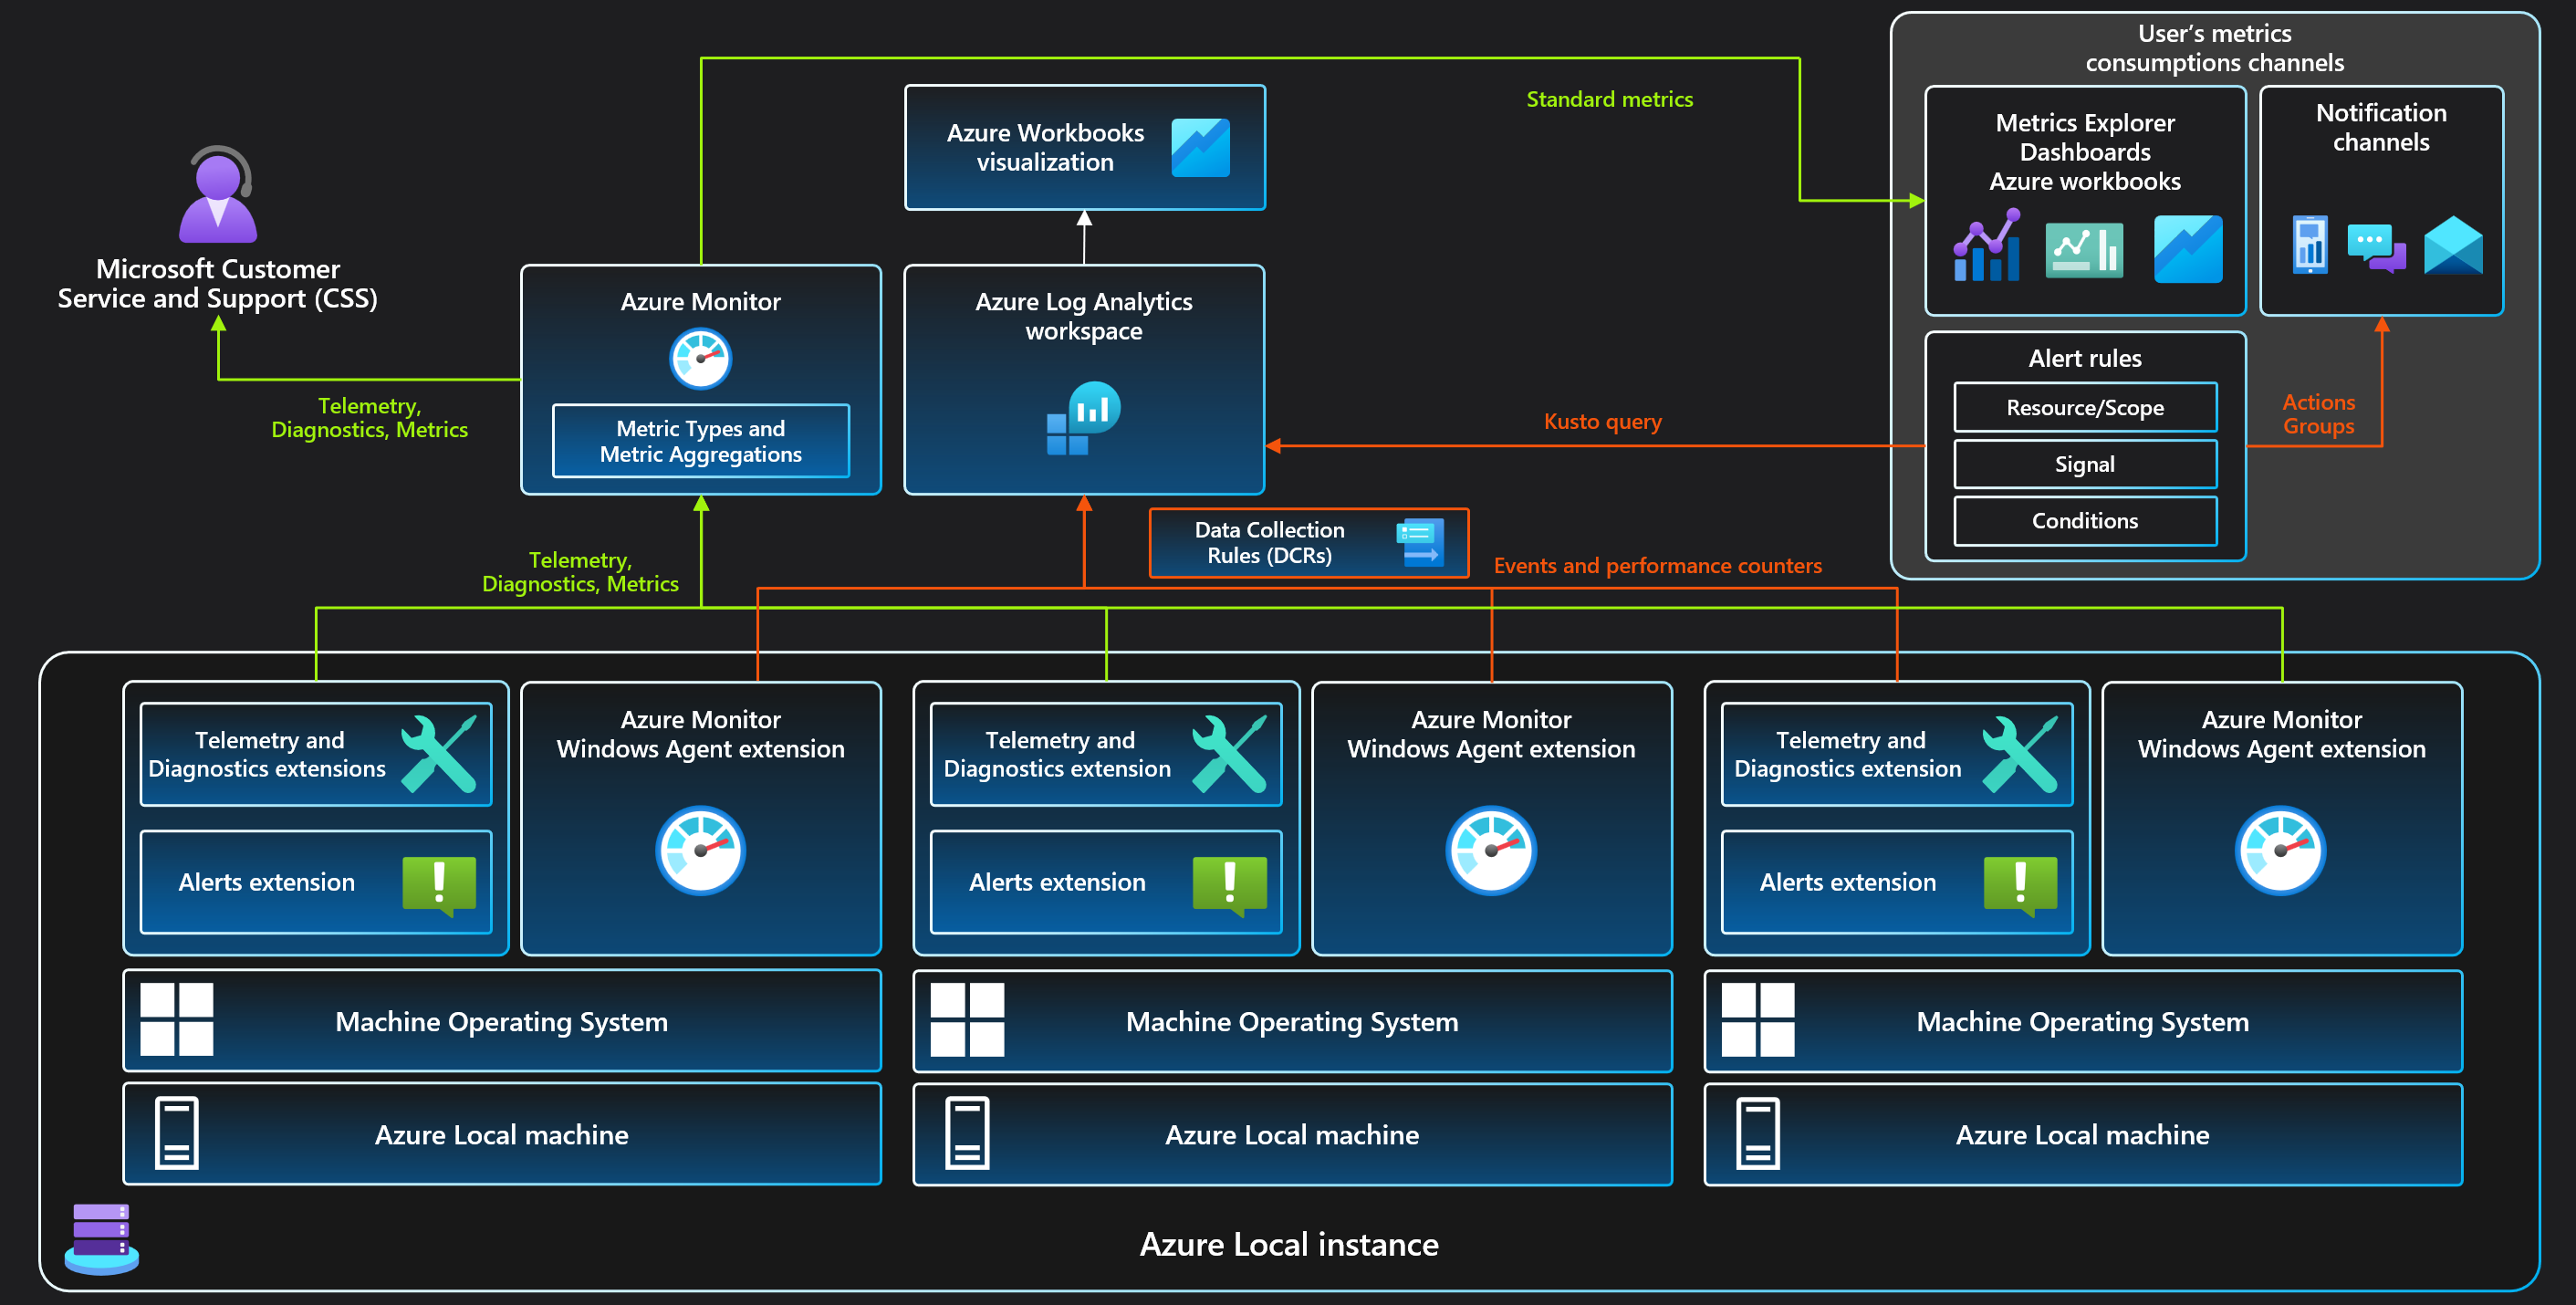 User's metrics
consumptions channels
Standard metrics
Azure Workbooks
visualization
Metrics Explorer
Dashboards
Azure workbooks
Notification
channels
Microsoft Customer
Service and Support (CSS)
Azure Monitor
Metric Types and
Metric Aggregations
Azure Log Analytics
workspace
Telemetry,
Diagnostics, Metrics
Kusto query
Alert rules
Resource/Scope
Signal
Conditions
Actions
Groups
Data Collection
Rules (DCRs)
Telemetry,
Diagnostics, Metrics
Events and performance counters
Telemetry and
Diagnostics extensions
Alerts extension
Azure Monitor
Windows Agent extension
Telemetry and
Diagnostics extension
Alerts extension
Azure Monitor
Windows Agent extension
Telemetry and
Diagnostics extension
Alerts extension
Azure Monitor
Windows Agent extension
Machine Operating System
Machine Operating System
Machine Operating System
Azure Local machine
Azure Local machine
Azure Local machine
Azure Local instance